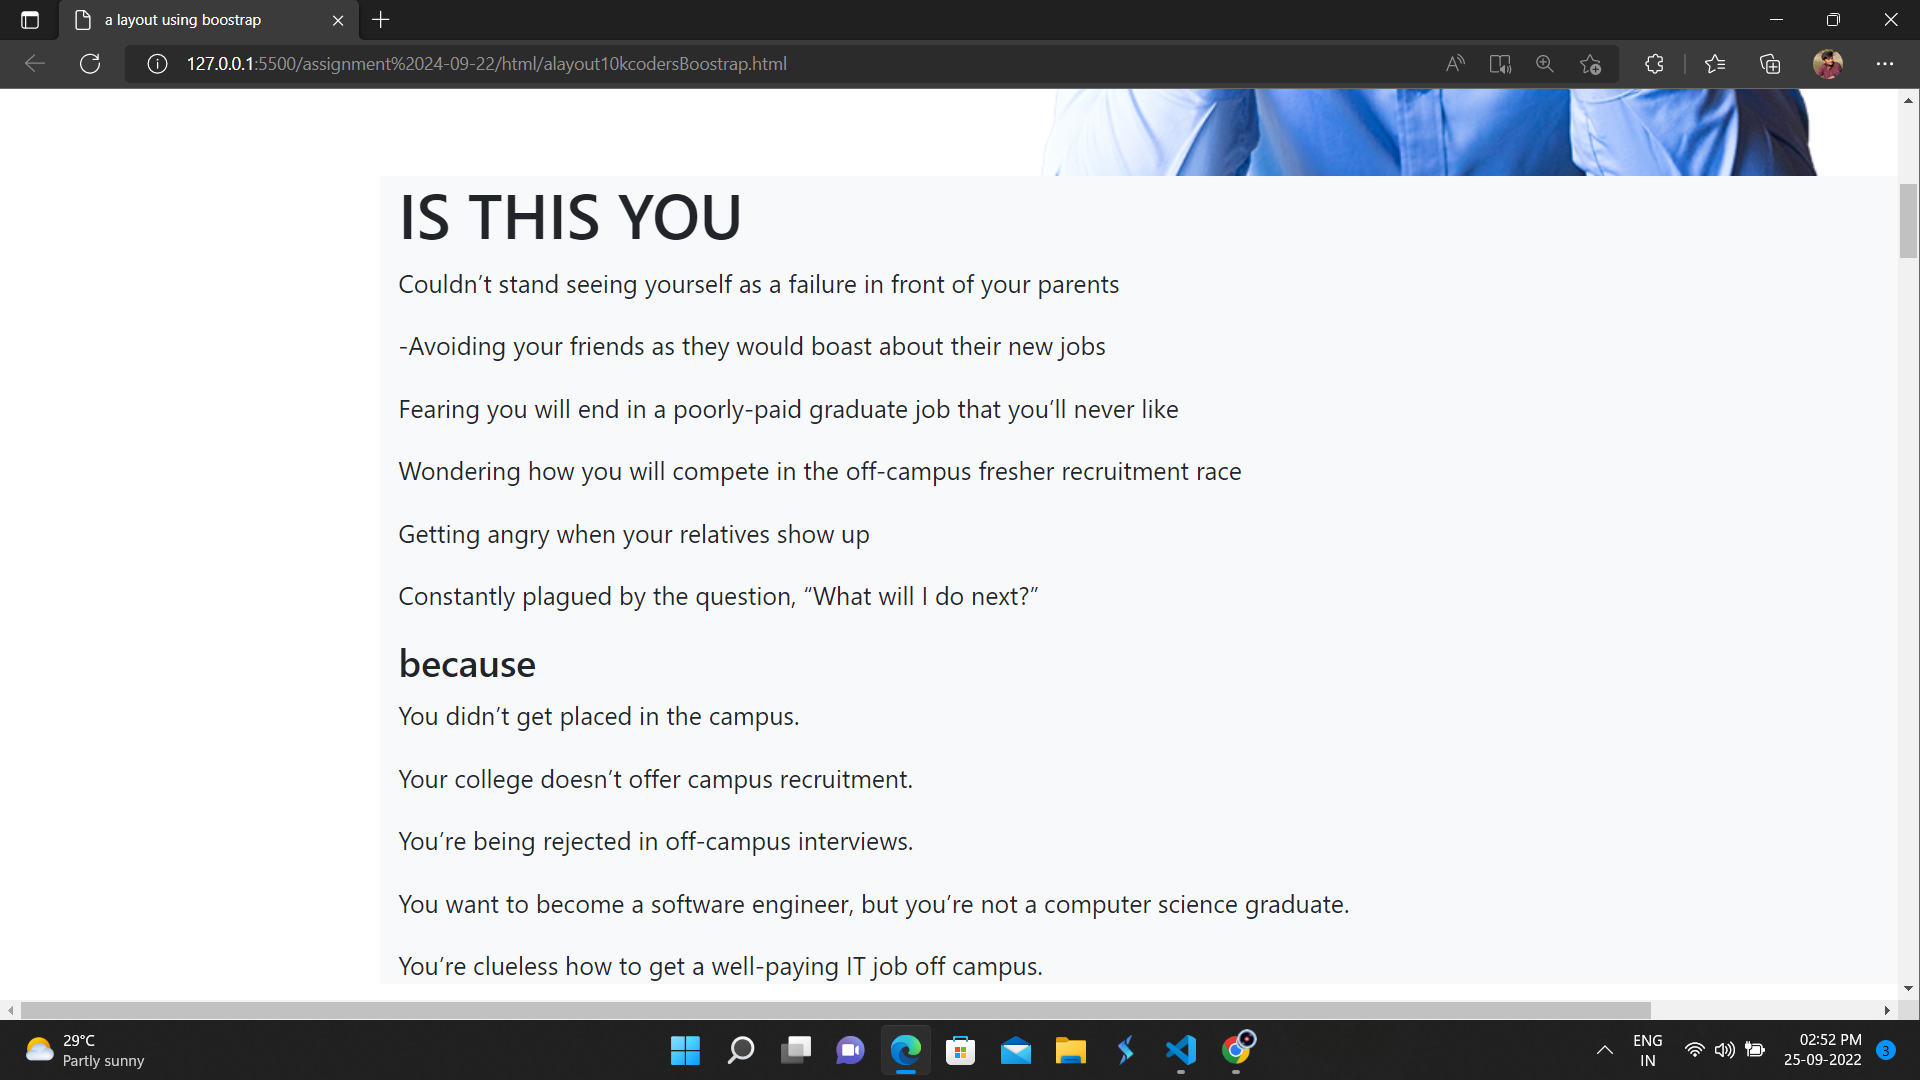 a layout using boostrap
127.0.0.1:5500/assignment%2024-09-22/html/alayout10kcodersBoostrap.html
IS THIS YOU
Couldn’t stand seeing yourself as a failure in front of your parents
-Avoiding your friends as they would boast about their new jobs
Fearing you will end in a poorly-paid graduate job that you’ll never like
Wondering how you will compete in the off-campus fresher recruitment race
Getting angry when your relatives show up
Constantly plagued by the question, “What will I do next?”
because
You didn’t get placed in the campus.
Your college doesn’t offer campus recruitment.
You’re being rejected in off-campus interviews.
You want to become a software engineer, but you’re not a computer science graduate.
You’re clueless how to get a well-paying IT job off campus.
29°C
Partly sunny
ENG
IN
02:52 PM
25-09-2022
3